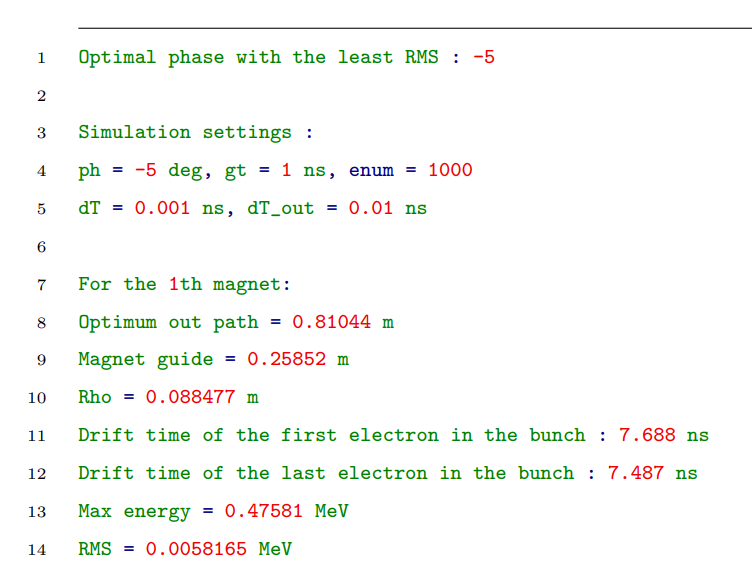 1 Optimal phase with the least RMS : -5
2
3 Simulation settings :
4 ph = -5 deg, gt = 1 ns, enum = 1000
5 dT = 0.001 ns, dT_out = 0.01 ns
6
7 For the 1th magnet:
8 Optimum out path = 0.81044 m
9 Magnet guide = 0.25852 m
10 Rho = 0.088477 m
11 Drift time of the first electron in the bunch : 7.688 ns
12 Drift time of the last electron in the bunch : 7.487 ns
13 Max energy = 0.47581 MeV
14 RMS = 0.0058165 MeV